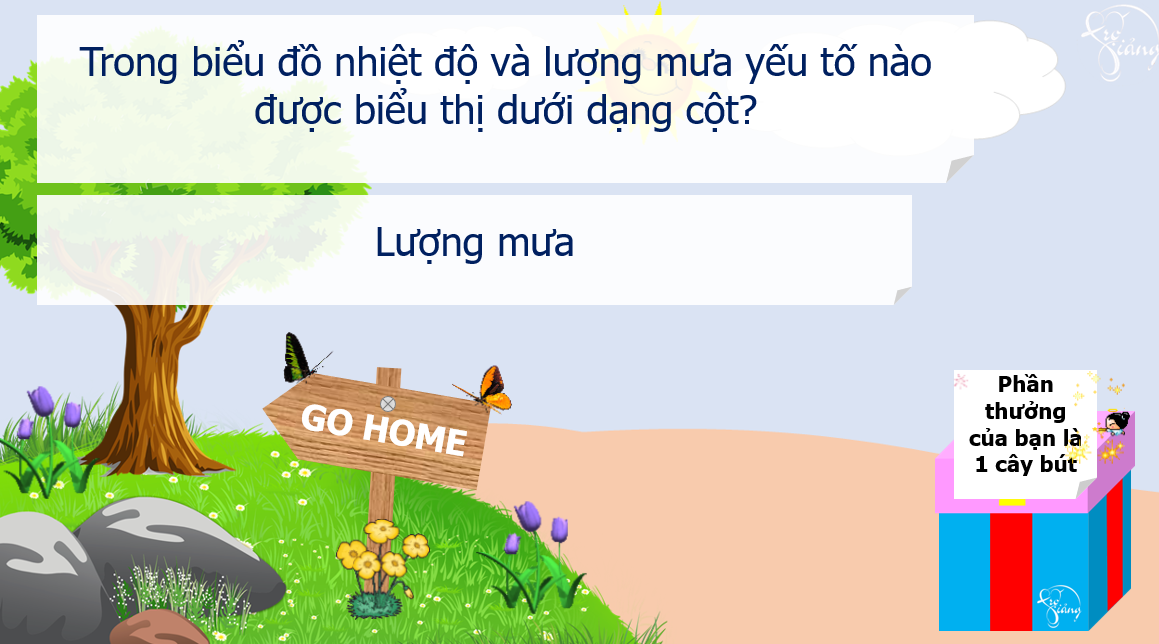 Trong biểu đồ nhiệt độ và lượng mưa yếu tố nào
được biểu thị dưới dạng cột?
Lượng mưa
GO HOME
Phần
thưởng
của bạn là
1 cây bút